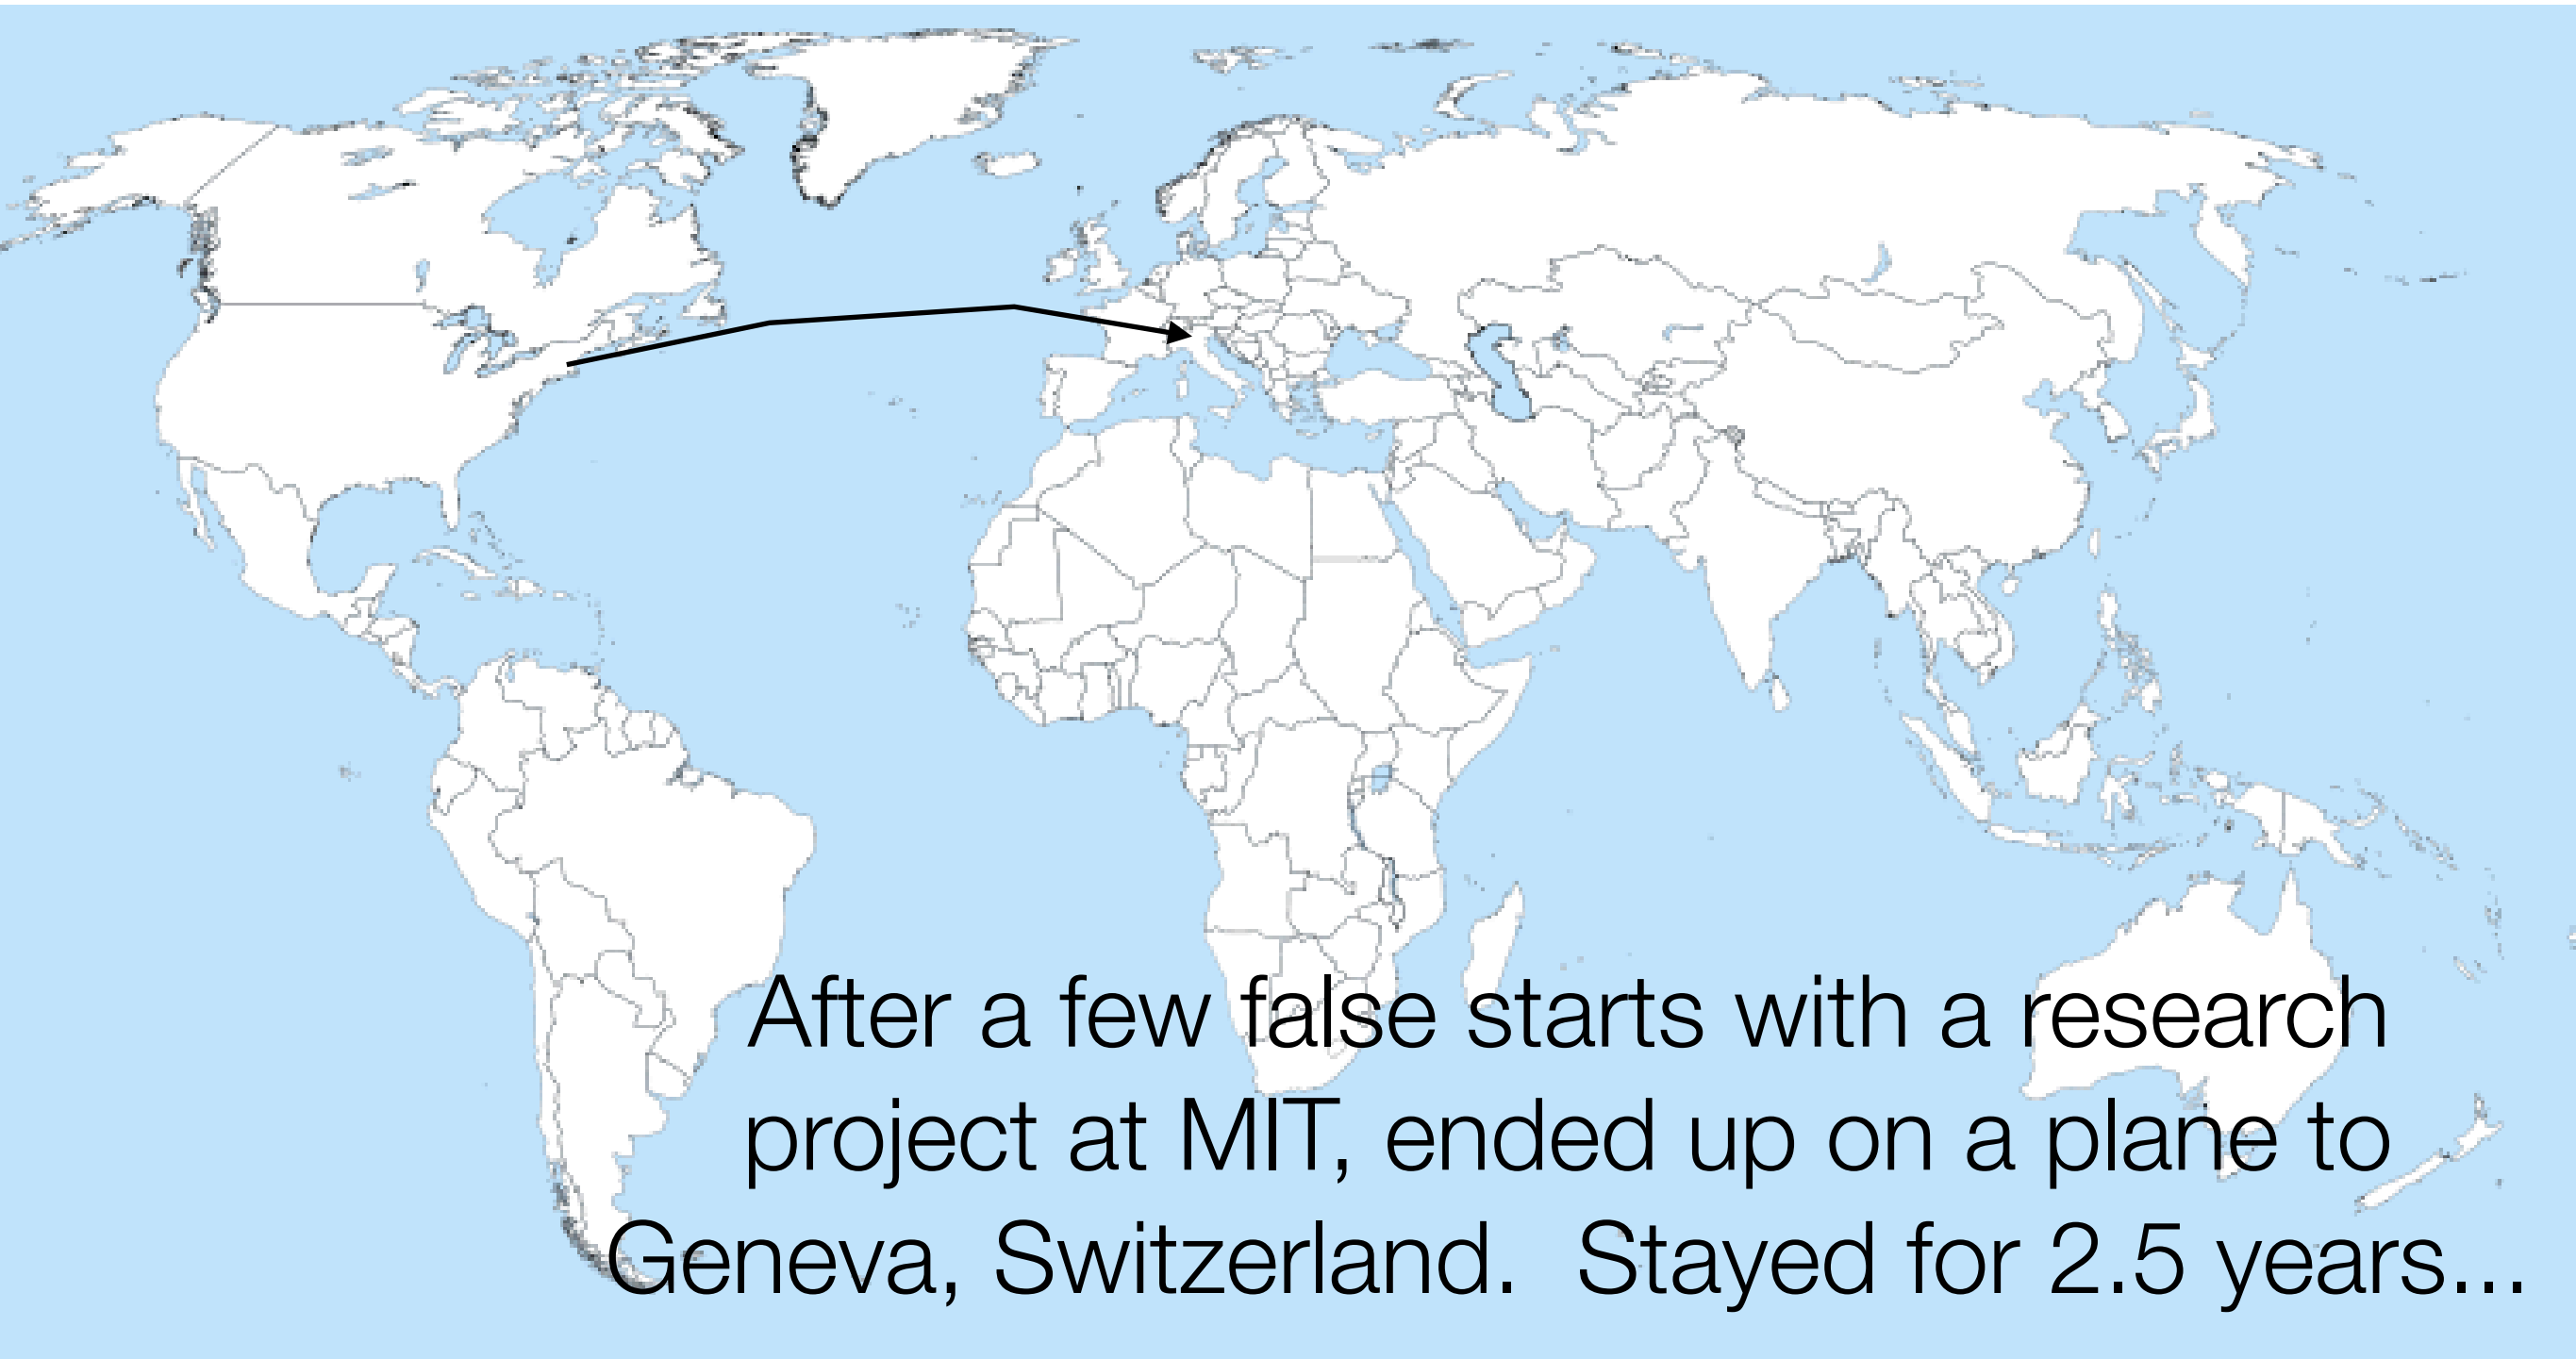 After a few false starts with a research
project at MIT, ended up on a plane to
Geneva, Switzerland.  Stayed for 2.5 years...